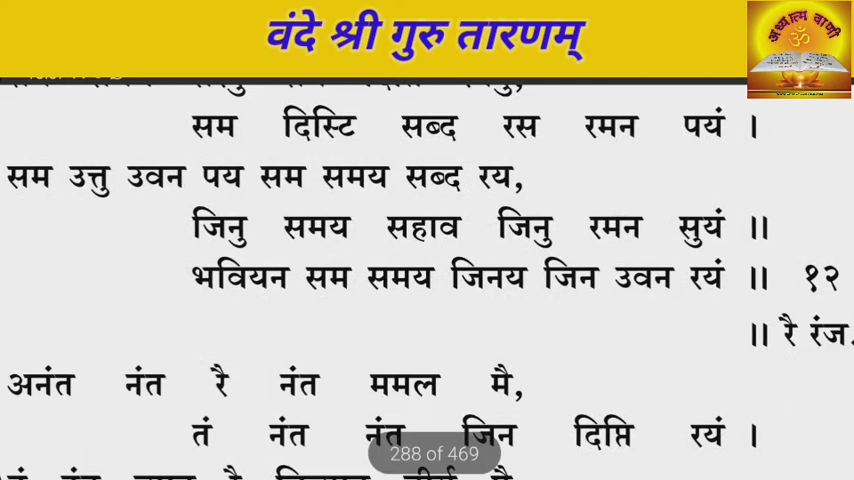 वंदे श्री गुरु तारणम्
अध्यात्म वाणी
ॐ
सम दिस्टि सब्द रस रमन पयं ।
सम उत्तु उवन पय सम समय सब्द रय,
जिनु समय सहाव जिनु रमन सुयं ॥
भवियन सम समय जिनय जिन उवन रयं ॥ १२
॥ रै रंज.
अनंत नंत रै नंत ममल मै,
तं नंत नंत जिन दिप्ति रयं ।
288 of 469